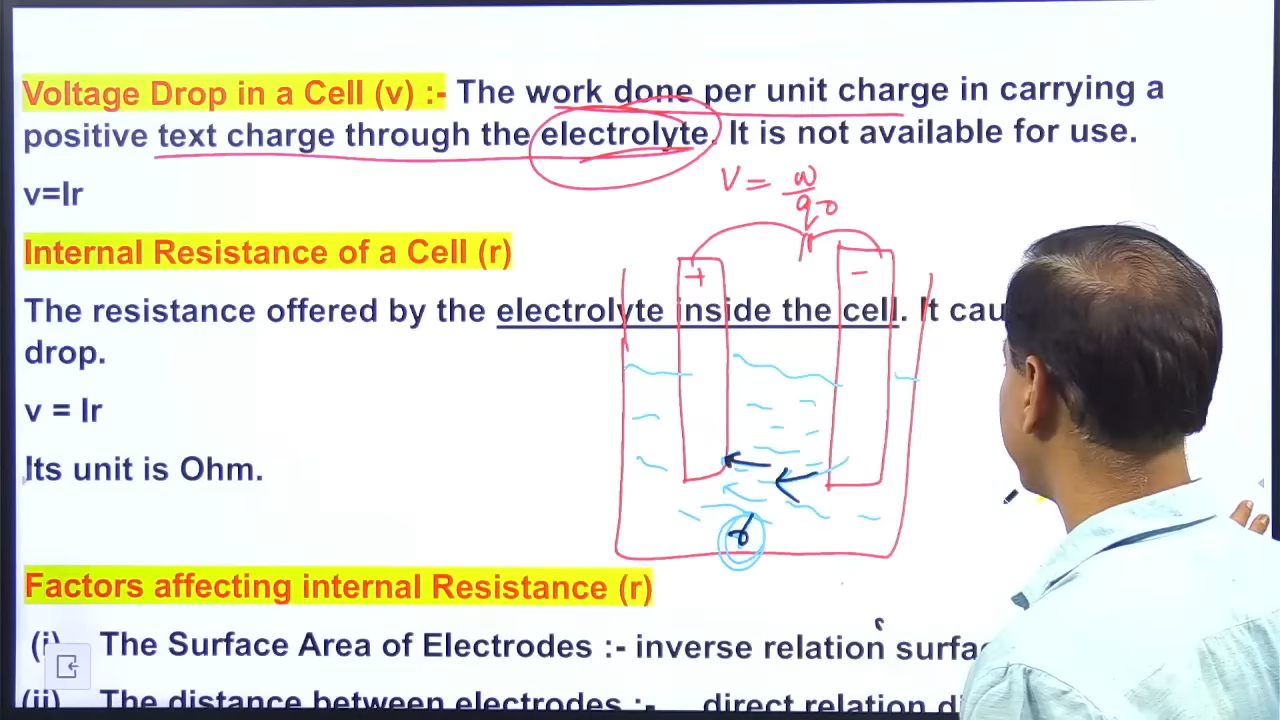 Voltage Drop in a Cell (v) :- The work done per unit charge in carrying a
positive text charge through the electrolyte. It is not available for use.
v=Ir
V = w/q0
Internal Resistance of a Cell (r)
+ -
The resistance offered by the electrolyte inside the cell. It
drop.
v = Ir
Its unit is Ohm.
Factors affecting internal Resistance (r)
(i) The Surface Area of Electrodes :- inverse relation
(ii) The distance between electrodes :- direct relation